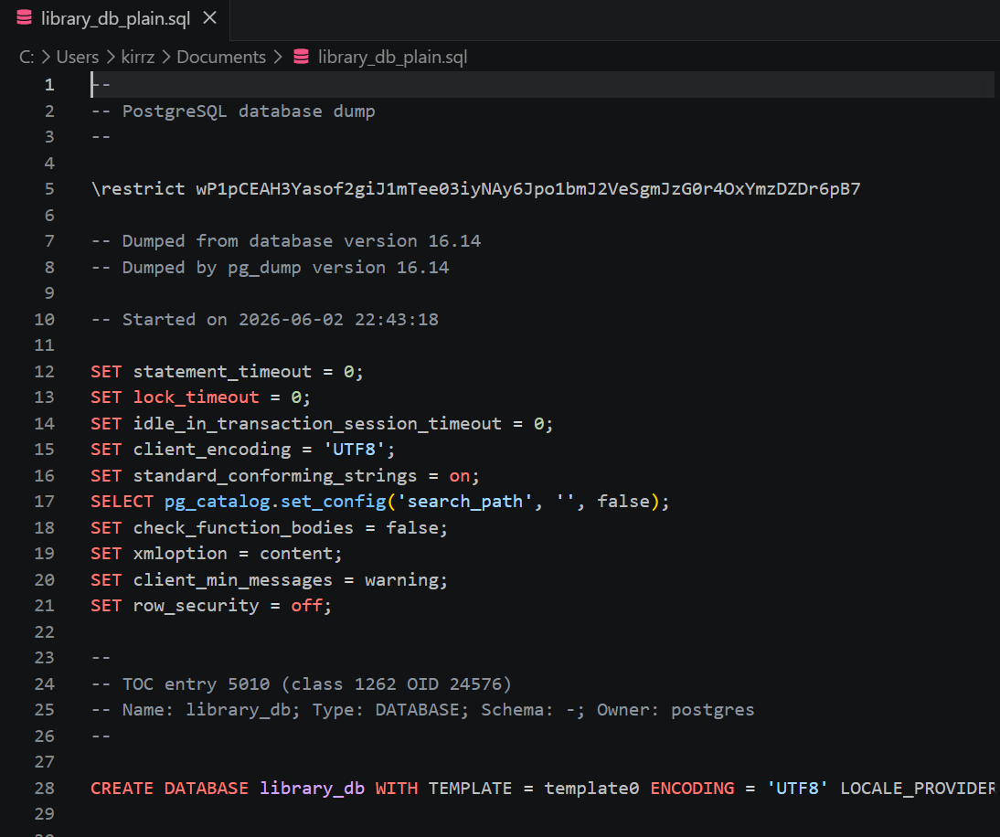 library_db_plain.sql
C: > Users > kirrz > Documents > library_db_plain.sql
1 --
2 -- PostgreSQL database dump
3 --
4
5 \restrict wP1pCEAH3Yasof2giJ1mTee03iyNAy6Jpo1bmJ2VeSgmJzG0r4OxYmzDZDr6pB7
6
7 -- Dumped from database version 16.14
8 -- Dumped by pg_dump version 16.14
9
10 -- Started on 2026-06-02 22:43:18
11
12 SET statement_timeout = 0;
13 SET lock_timeout = 0;
14 SET idle_in_transaction_session_timeout = 0;
15 SET client_encoding = 'UTF8';
16 SET standard_conforming_strings = on;
17 SELECT pg_catalog.set_config('search_path', '', false);
18 SET check_function_bodies = false;
19 SET xmloption = content;
20 SET client_min_messages = warning;
21 SET row_security = off;
22
23 --
24 -- TOC entry 5010 (class 1262 OID 24576)
25 -- Name: library_db; Type: DATABASE; Schema: -; Owner: postgres
26 --
27
28 CREATE DATABASE library_db WITH TEMPLATE = template0 ENCODING = 'UTF8' LOCALE_PROVIDER
29